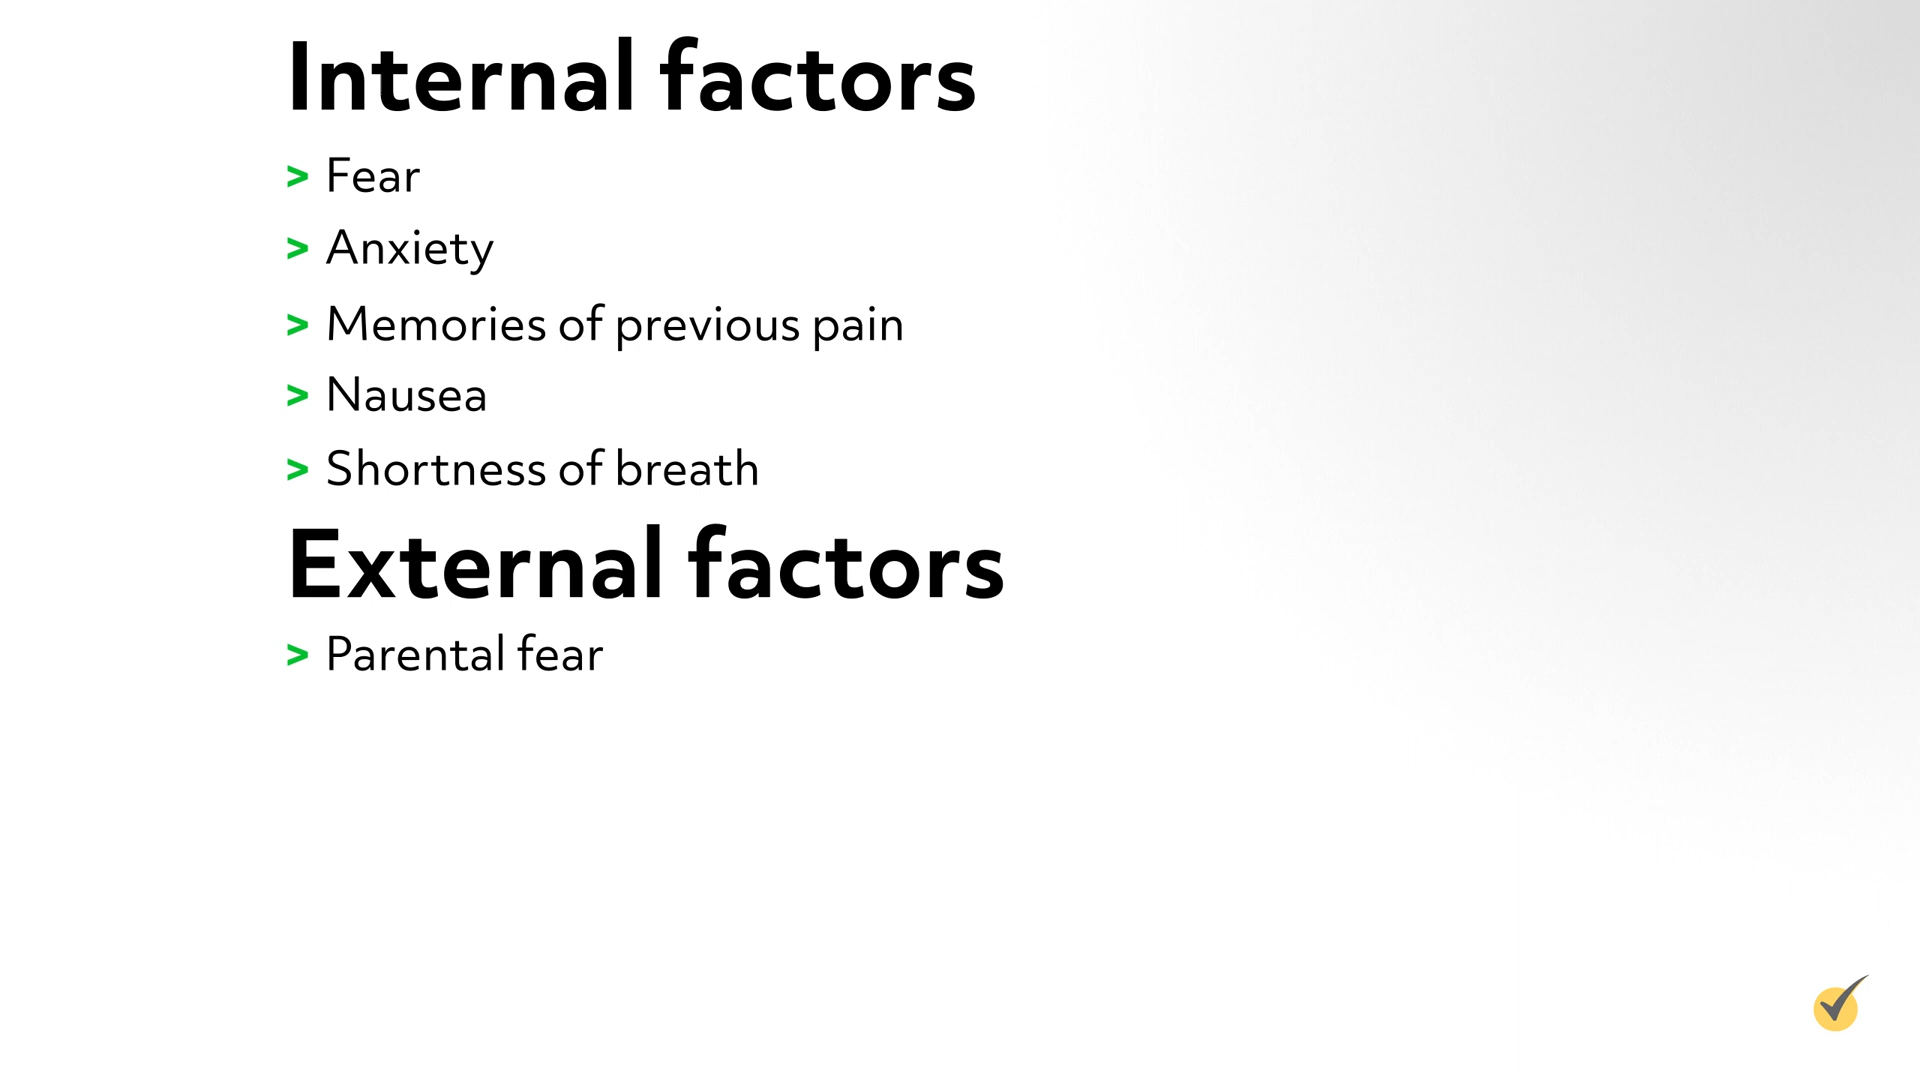 Internal factors
> Fear
> Anxiety
> Memories of previous pain
> Nausea
> Shortness of breath
External factors
> Parental fear